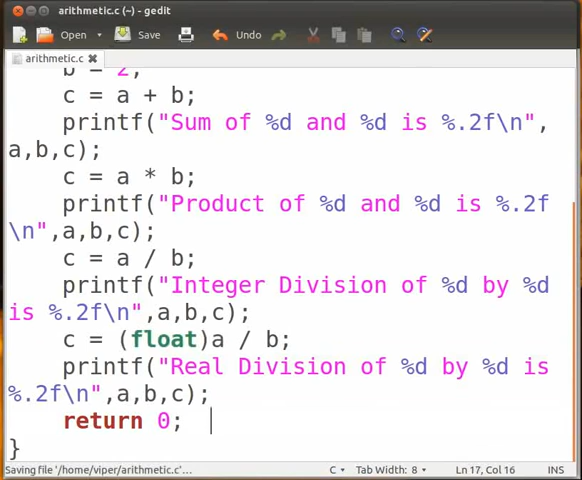 arithmetic.c (~) - gedit
Open Save Undo
arithmetic.c
b = 2;
c = a + b;
printf("Sum of %d and %d is %.2f\n",
a,b,c);
c = a * b;
printf("Product of %d and %d is %.2f
\n",a,b,c);
c = a / b;
printf("Integer Division of %d by %d
is %.2f\n",a,b,c);
c = (float)a / b;
printf("Real Division of %d by %d is
%.2f\n",a,b,c);
return 0;
}
Saving file '/home/viper/arithmetic.c'... C Tab Width: 8 Ln 17, Col 16 INS